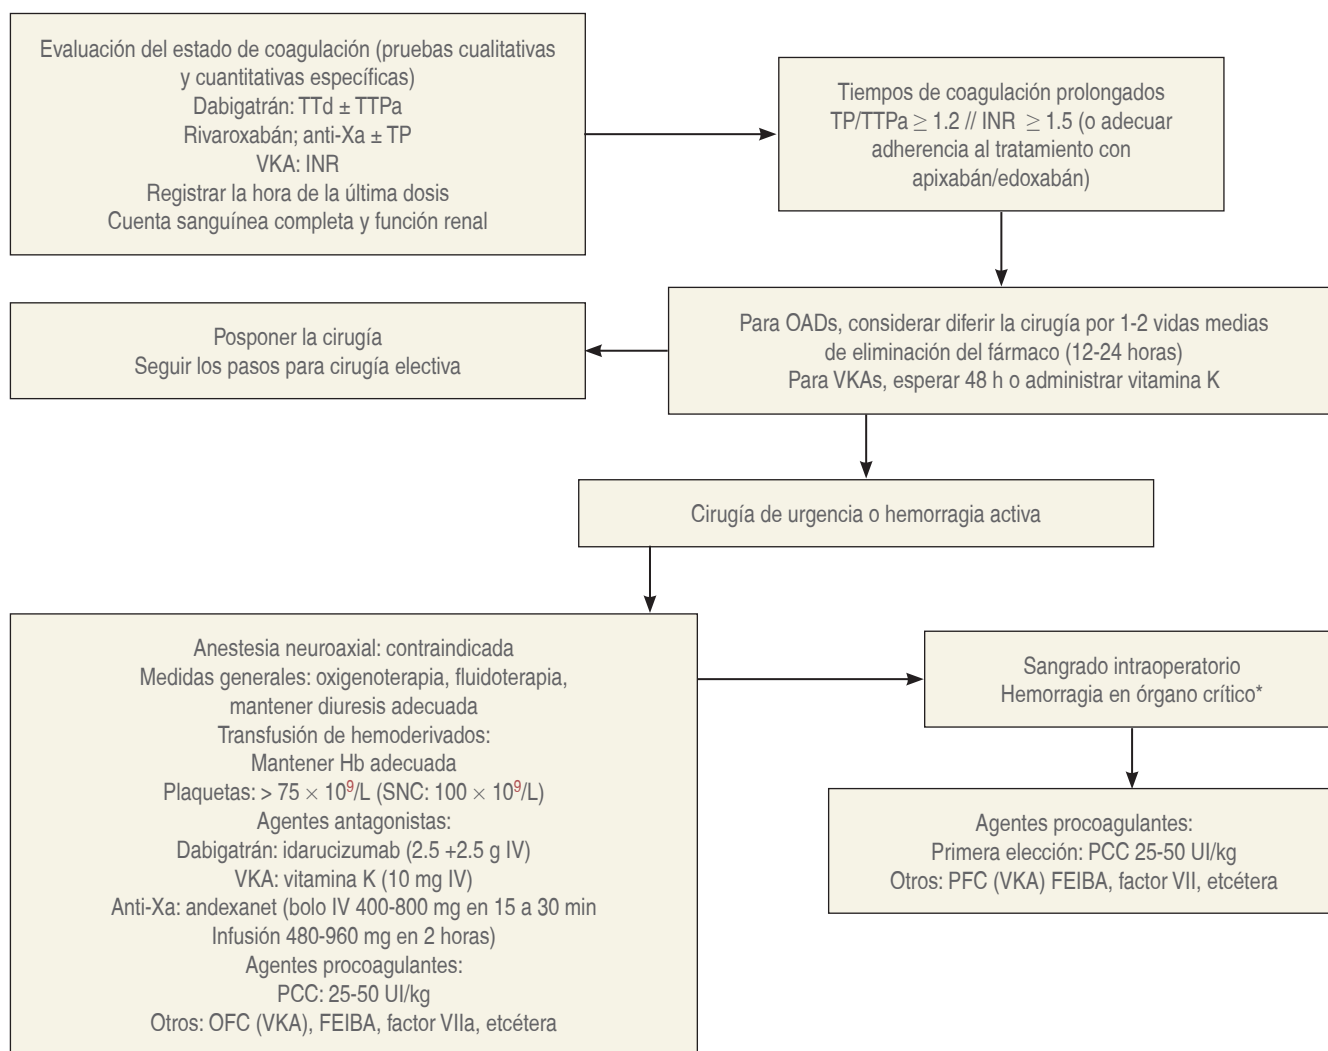 Evaluación del estado de coagulación (pruebas cualitativas
y cuantitativas específicas)
Dabigatrán: TTd ± TTPa
Rivaroxabán; anti-Xa ± TP
VKA: INR
Registrar la hora de la última dosis
Cuenta sanguínea completa y función renal
Tiempos de coagulación prolongados
TP/TTPa ≥ 1.2 // INR ≥ 1.5 (o adecuar
adherencia al tratamiento con
apixabán/edoxabán)
Para OADs, considerar diferir la cirugía por 1-2 vidas medias
de eliminación del fármaco (12-24 horas)
Para VKAs, esperar 48 h o administrar vitamina K
Posponer la cirugía
Seguir los pasos para cirugía electiva
Cirugía de urgencia o hemorragia activa
Anestesia neuroaxial: contraindicada
Medidas generales: oxigenoterapia, fluidoterapia,
mantener diuresis adecuada
Transfusión de hemoderivados:
Mantener Hb adecuada
Plaquetas: > 75 × 10⁹/L (SNC: 100 × 10⁹/L)
Agentes antagonistas:
Dabigatrán: idarucizumab (2.5 +2.5 g IV)
VKA: vitamina K (10 mg IV)
Anti-Xa: andexanet (bolo IV 400-800 mg en 15 a 30 min
Infusión 480-960 mg en 2 horas)
Agentes procoagulantes:
PCC: 25-50 UI/kg
Otros: OFC (VKA), FEIBA, factor VIIa, etcétera
Sangrado intraoperatorio
Hemorragia en órgano crítico*
Agentes procoagulantes:
Primera elección: PCC 25-50 UI/kg
Otros: PFC (VKA) FEIBA, factor VII, etcétera